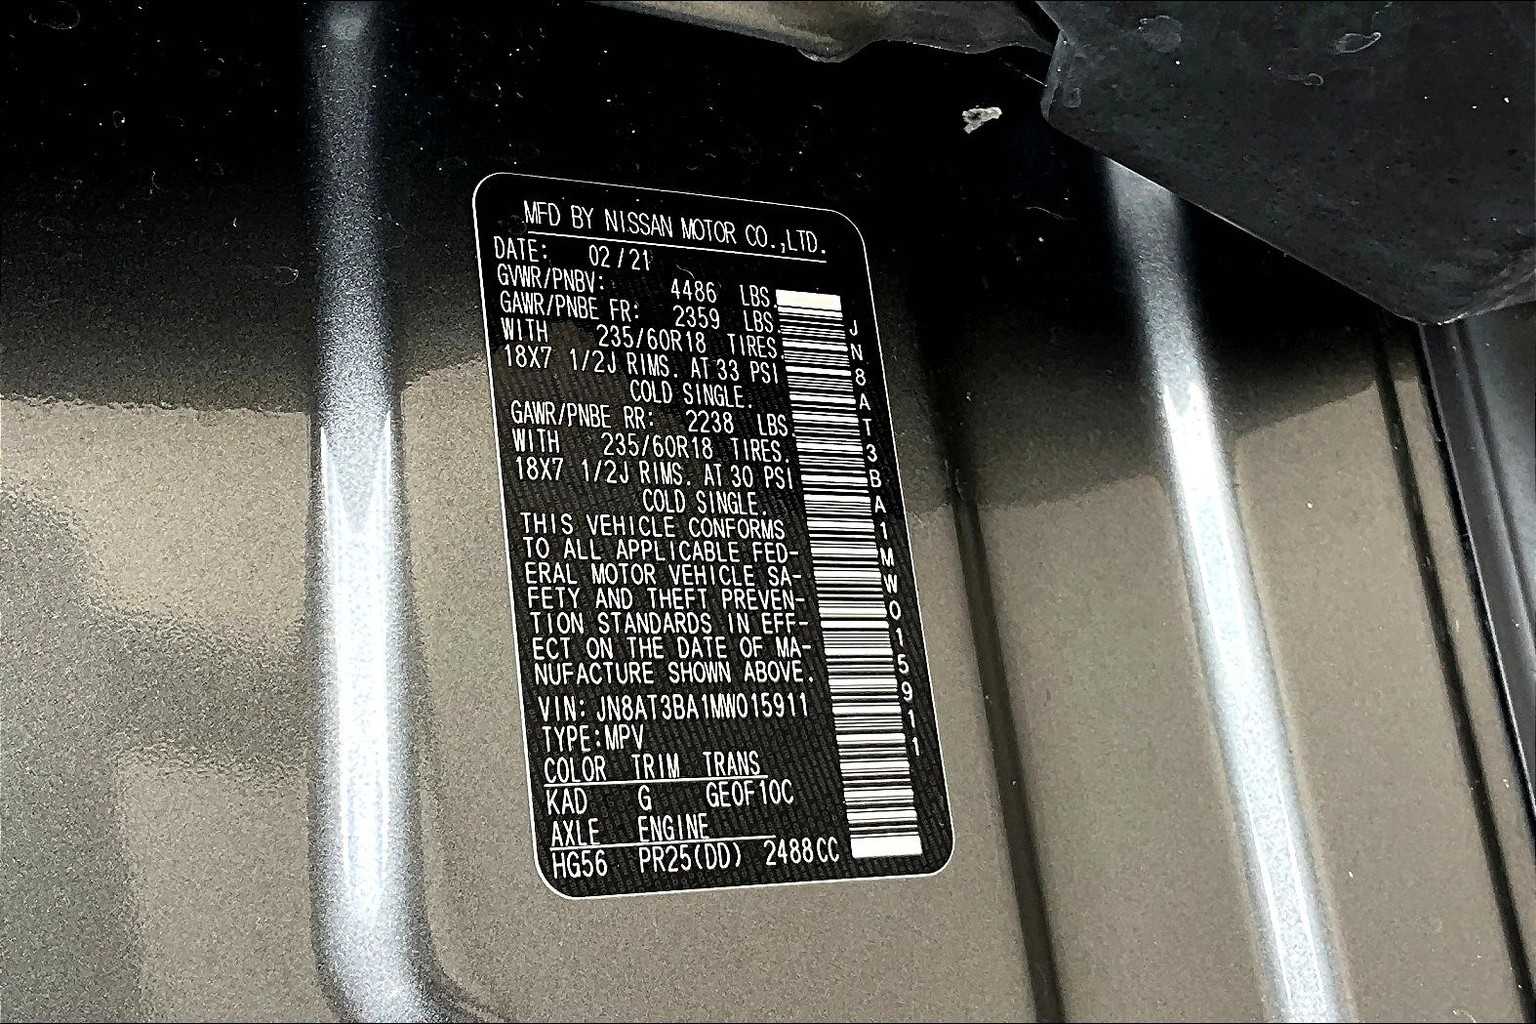 MFD BY NISSAN MOTOR CO.,LTD.
DATE: 02/21
GVWR/PNBV: 4486 LBS.
GAWR/PNBE FR: 2359 LBS
WITH 235/60R18 TIRES.
18X7 1/2J RIMS. AT 33 PSI
COLD SINGLE.
GAWR/PNBE RR: 2238 LBS.
WITH 235/60R18 TIRES.
18X7 1/2J RIMS. AT 30 PSI
COLD SINGLE.
THIS VEHICLE CONFORMS
TO ALL APPLICABLE FED-
ERAL MOTOR VEHICLE SA-
FETY AND THEFT PREVEN-
TION STANDARDS IN EFF-
ECT ON THE DATE OF MA-
NUFACTURE SHOWN ABOVE.
VIN: JN8AT3BA1MW015911
TYPE:MPV
COLOR TRIM TRANS
KAD G GEOF10C
AXLE ENGINE
HG56 PR25(DD) 2488CC
JN8AT3BA1MW015911